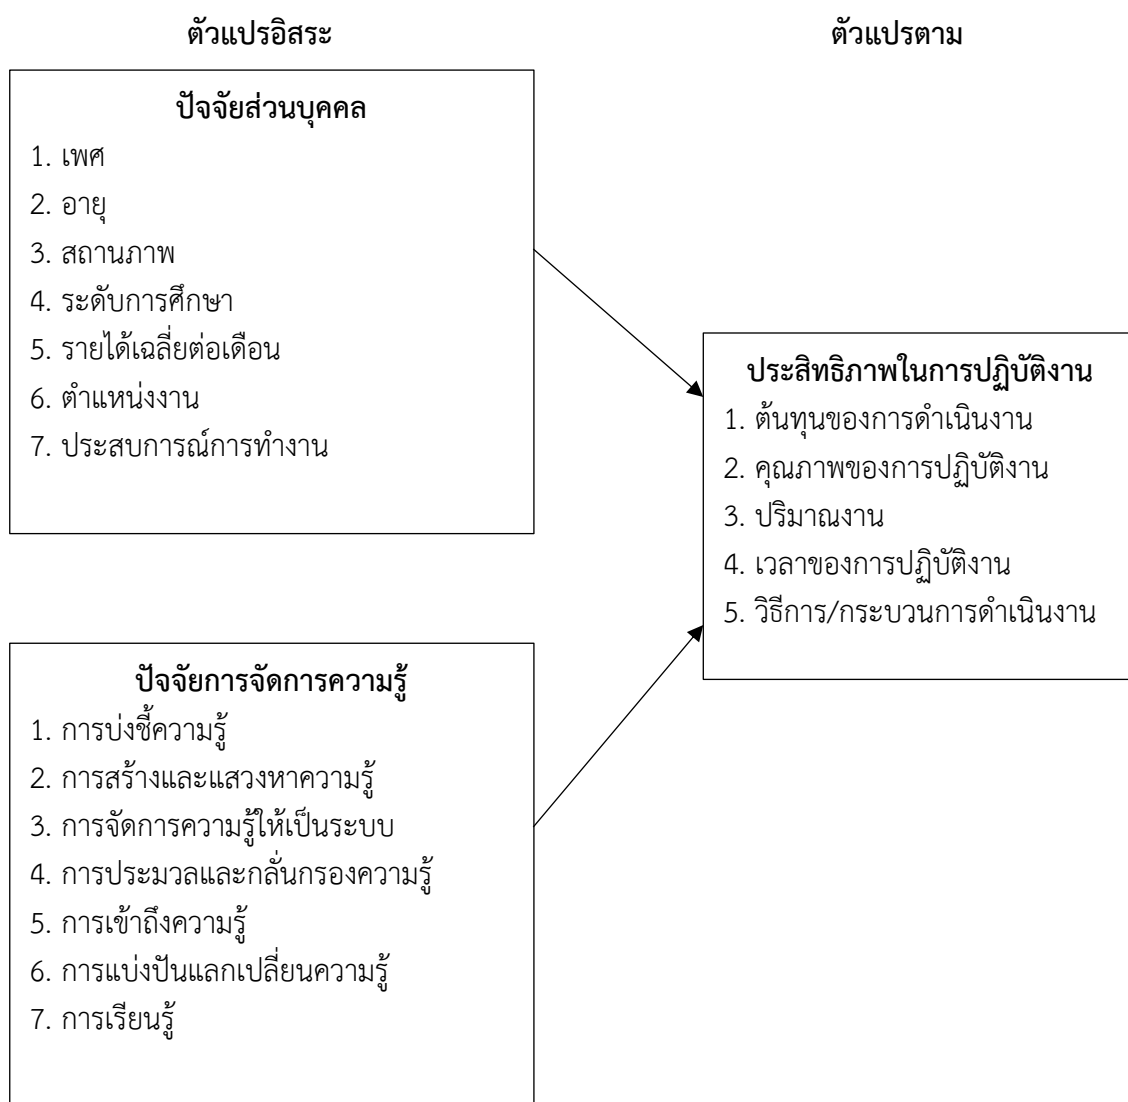 ตัวแปรอิสระ
ตัวแปรตาม
ปัจจัยส่วนบุคคล
1. เพศ
2. อายุ
3. สถานภาพ
4. ระดับการศึกษา
5. รายได้เฉลี่ยต่อเดือน
6. ตำแหน่งงาน
7. ประสบการณ์การทำงาน
ประสิทธิภาพในการปฏิบัติงาน
1. ต้นทุนของการดำเนินงาน
2. คุณภาพของการปฏิบัติงาน
3. ปริมาณงาน
4. เวลาของการปฏิบัติงาน
5. วิธีการ/กระบวนการดำเนินงาน
ปัจจัยการจัดการความรู้
1. การบ่งชี้ความรู้
2. การสร้างและแสวงหาความรู้
3. การจัดการความรู้ให้เป็นระบบ
4. การประมวลและกลั่นกรองความรู้
5. การเข้าถึงความรู้
6. การแบ่งปันแลกเปลี่ยนความรู้
7. การเรียนรู้